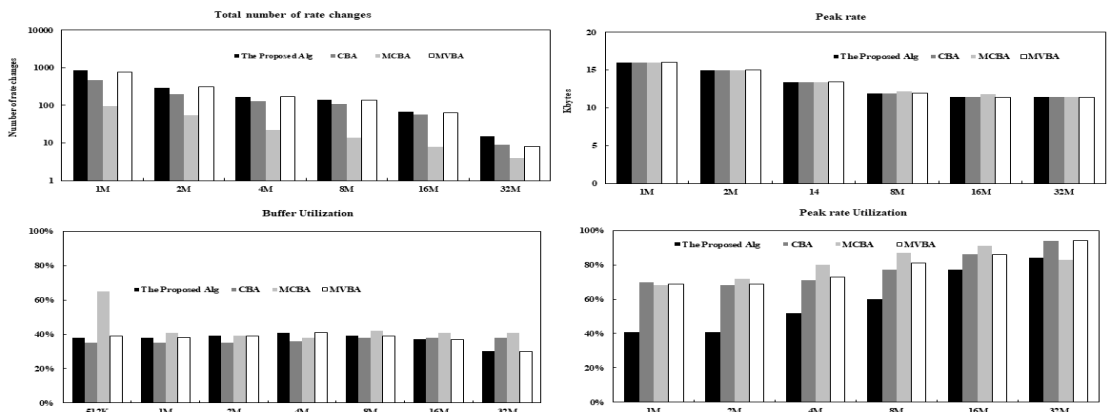 Total number of rate changes
Number of rate changes
10000
1000
100
10
1
The Proposed Alg CBA MCBA MVBA
1M 2M 4M 8M 16M 32M
Peak rate
Kbytes
20
15
10
5
0
The Proposed Alg CBA MCBA MVBA
1M 2M 14 8M 16M 32M
Buffer Utilization
100%
80%
60%
40%
20%
0%
The Proposed Alg CBA MCBA MVBA
512K 1M 2M 4M 8M 16M 32M
Peak rate Utilization
100%
80%
60%
40%
20%
0%
The Proposed Alg CBA MCBA MVBA
1M 2M 4M 8M 16M 32M